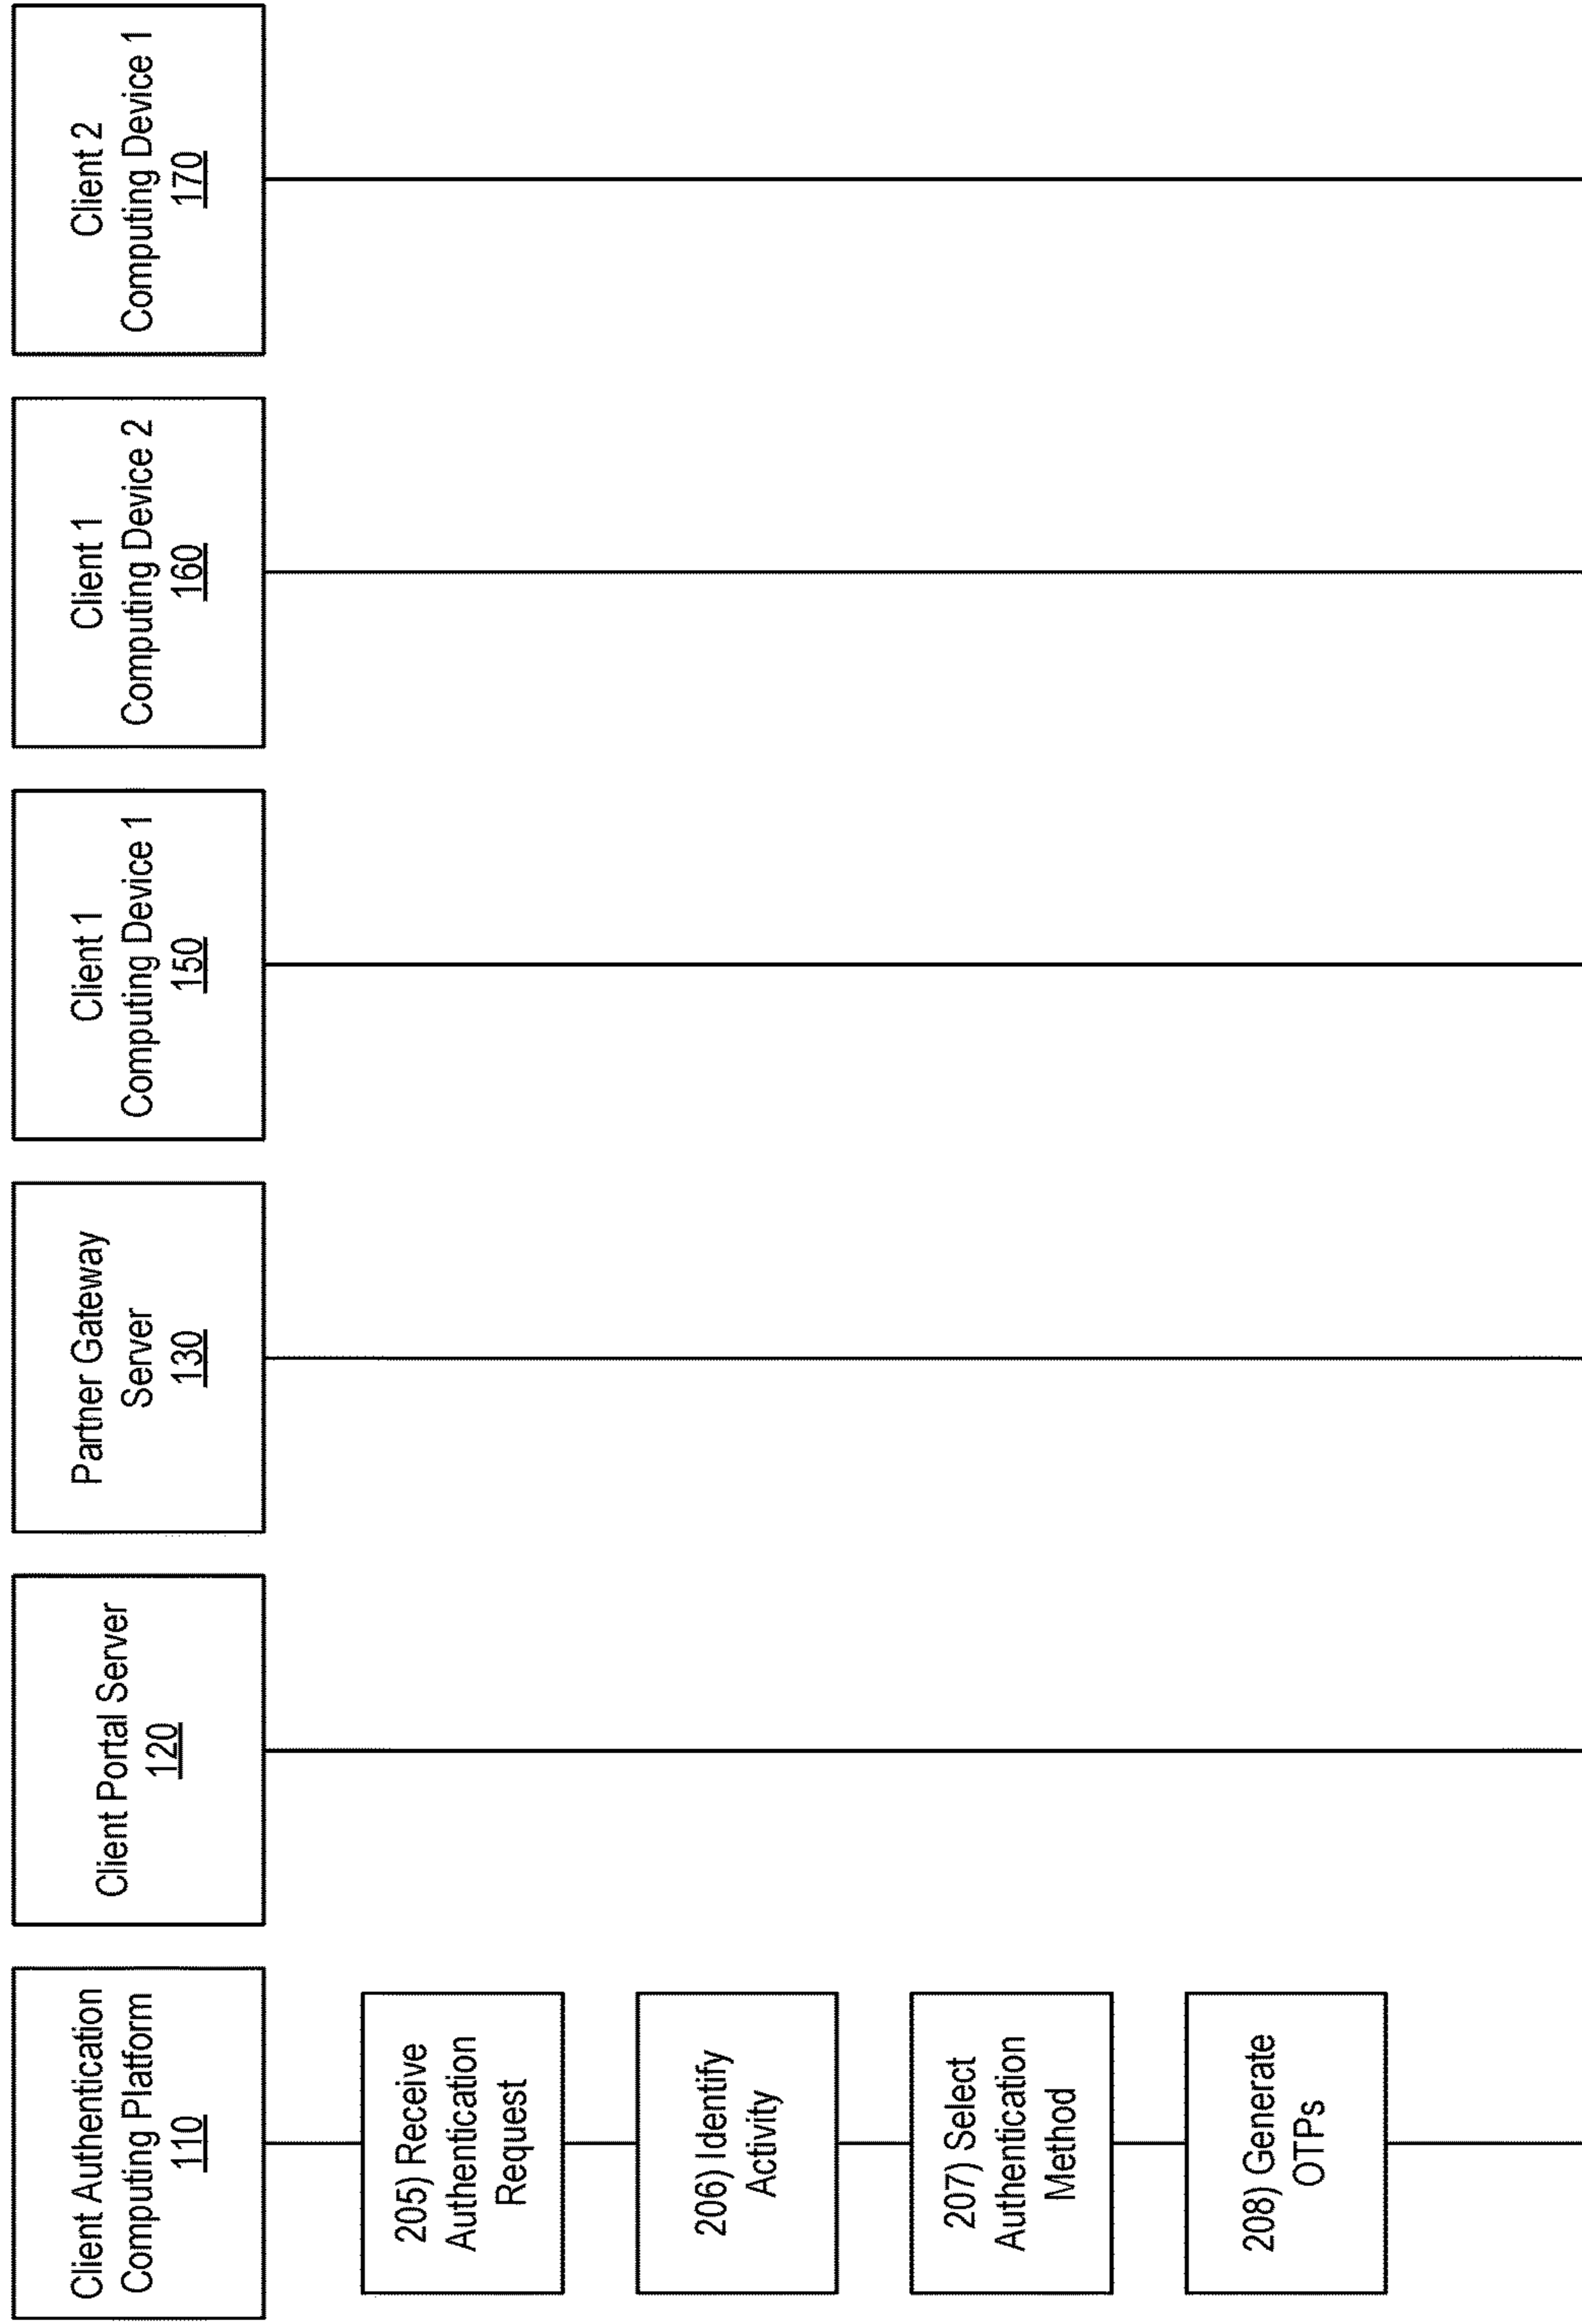 Client Authentication
Computing Platform
110
Client Portal Server
120
Partner Gateway
Server
130
Client 1
Computing Device 1
150
Client 1
Computing Device 2
160
Client 2
Computing Device 1
170
205) Receive
Authentication
Request
206) Identify
Activity
207) Select
Authentication
Method
208) Generate
OTPs